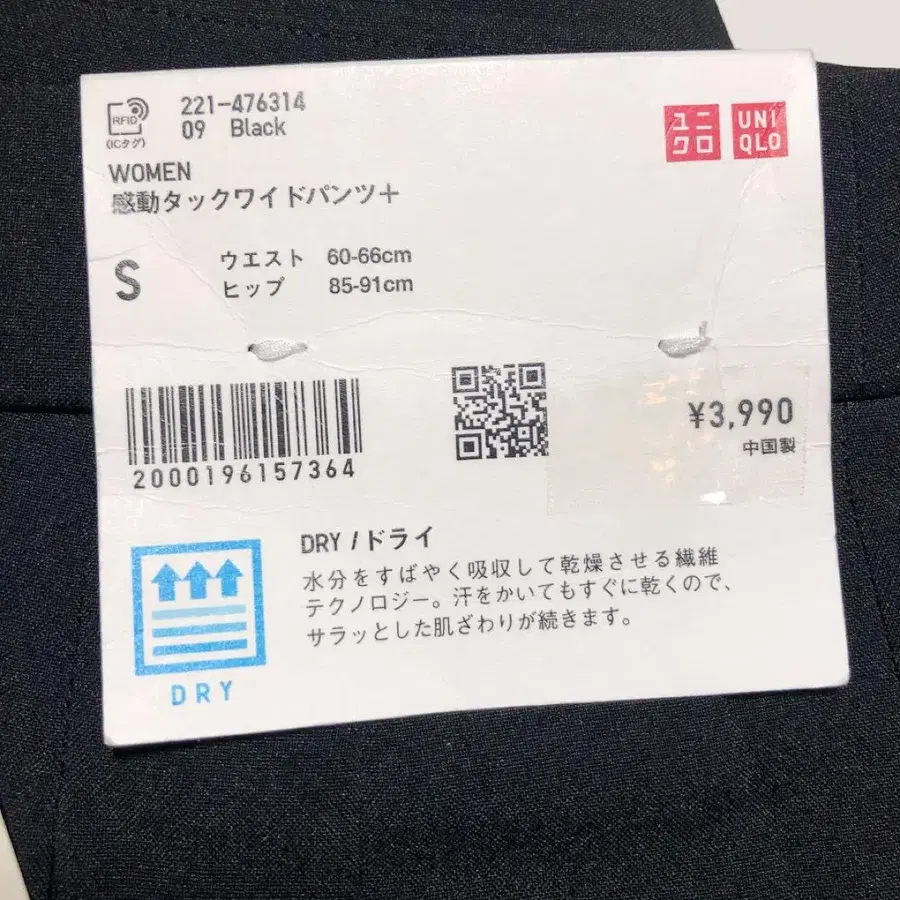 221-476314
09 Black
RFID
(ICタグ)
ユニ
クロ
UNI
QLO
WOMEN
感動タックワイドパンツ+
S
ウエスト 60-66cm
ヒップ 85-91cm
2000196157364
¥3,990
中国製
DRY /ドライ
水分をすばやく吸収して乾燥させる繊維
テクノロジー。汗をかいてもすぐに乾くので、
サラッとした肌ざわりが続きます。
DRY